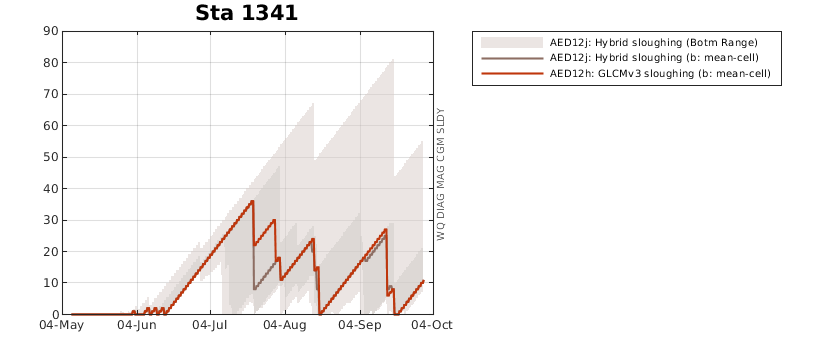 Sta 1341
90
80
70
60
50
40
30
20
10
0
04-May 04-Jun 04-Jul 04-Aug 04-Sep 04-Oct
WQ DIAG MAG CGM SLDY
AED12j: Hybrid sloughing (Botm Range)
AED12j: Hybrid sloughing (b: mean-cell)
AED12h: GLCMv3 sloughing (b: mean-cell)